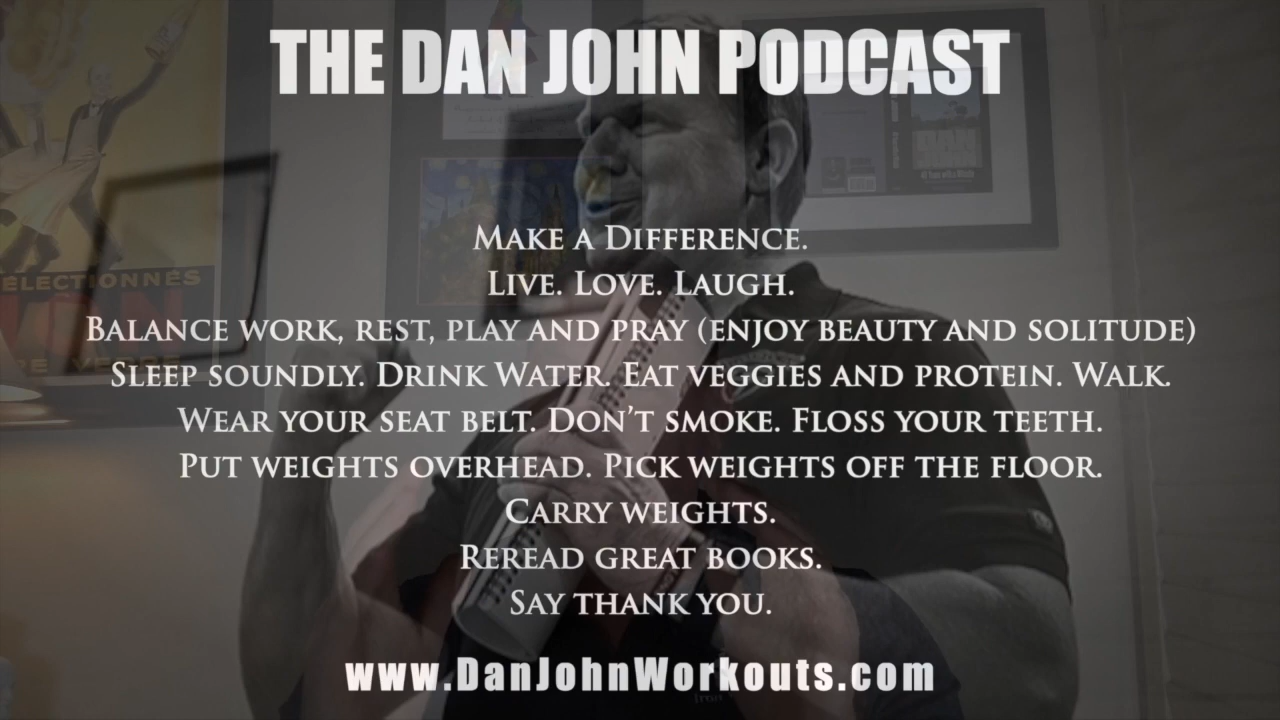 THE DAN JOHN PODCAST
MAKE A DIFFERENCE.
LIVE. LOVE. LAUGH.
BALANCE WORK, REST, PLAY AND PRAY (ENJOY BEAUTY AND SOLITUDE)
SLEEP SOUNDLY. DRINK WATER. EAT VEGGIES AND PROTEIN. WALK.
WEAR YOUR SEAT BELT. DON'T SMOKE. FLOSS YOUR TEETH.
PUT WEIGHTS OVERHEAD. PICK WEIGHTS OFF THE FLOOR.
CARRY WEIGHTS.
REREAD GREAT BOOKS.
SAY THANK YOU.
www.DanJohnWorkouts.com